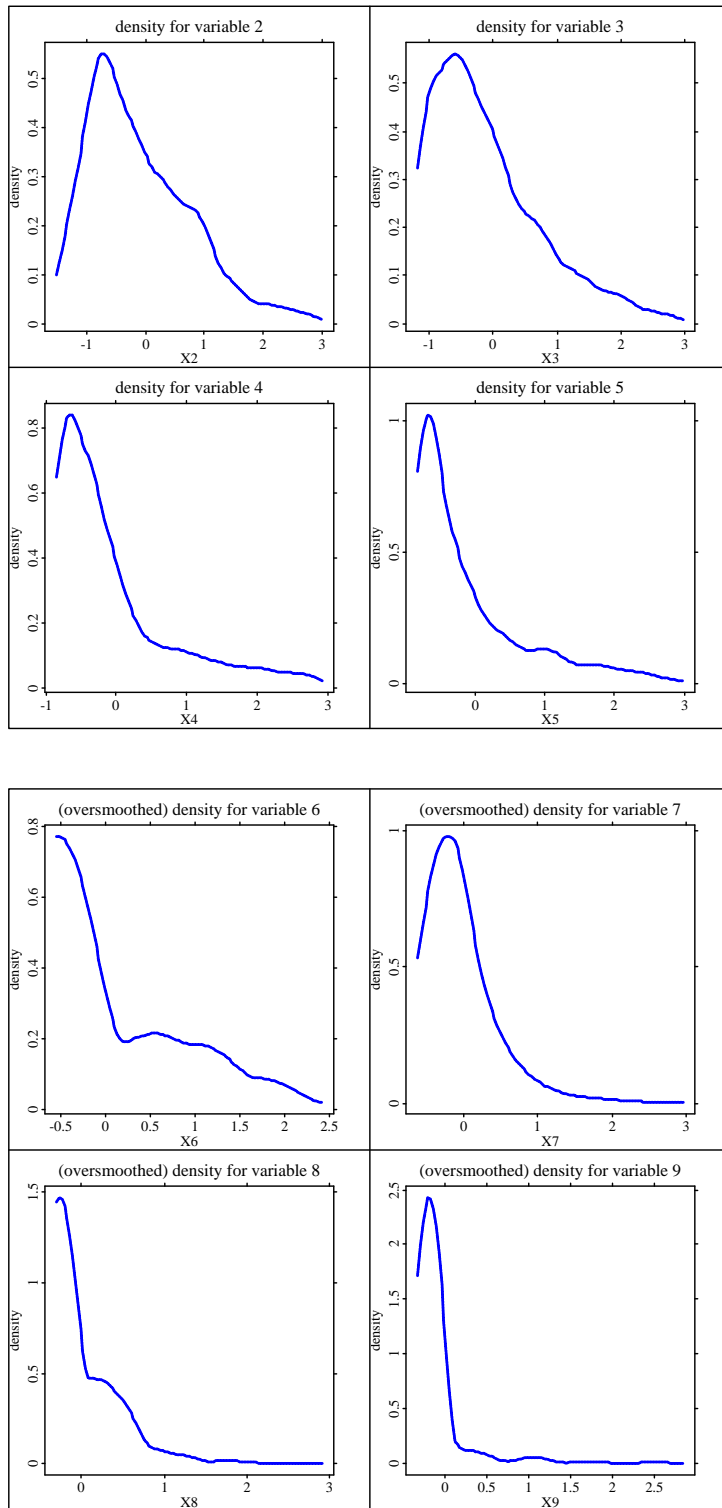 density for variable 2
density
0 0.1 0.2 0.3 0.4 0.5
-1 0 1 2 3
X2
density for variable 3
density
0 0.1 0.2 0.3 0.4 0.5
-1 0 1 2 3
X3
density for variable 4
density
0 0.2 0.4 0.6 0.8
-1 0 1 2 3
X4
density for variable 5
density
0 0.5 1
0 1 2 3
X5
(oversmoothed) density for variable 6
density
0 0.2 0.4 0.6 0.8
-0.5 0 0.5 1 1.5 2 2.5
X6
(oversmoothed) density for variable 7
density
0 0.5 1
0 1 2 3
X7
(oversmoothed) density for variable 8
density
0 0.5 1 1.5
0 1 2 3
X8
(oversmoothed) density for variable 9
density
0 0.5 1 1.5 2 2.5
0 0.5 1 1.5 2 2.5
X9